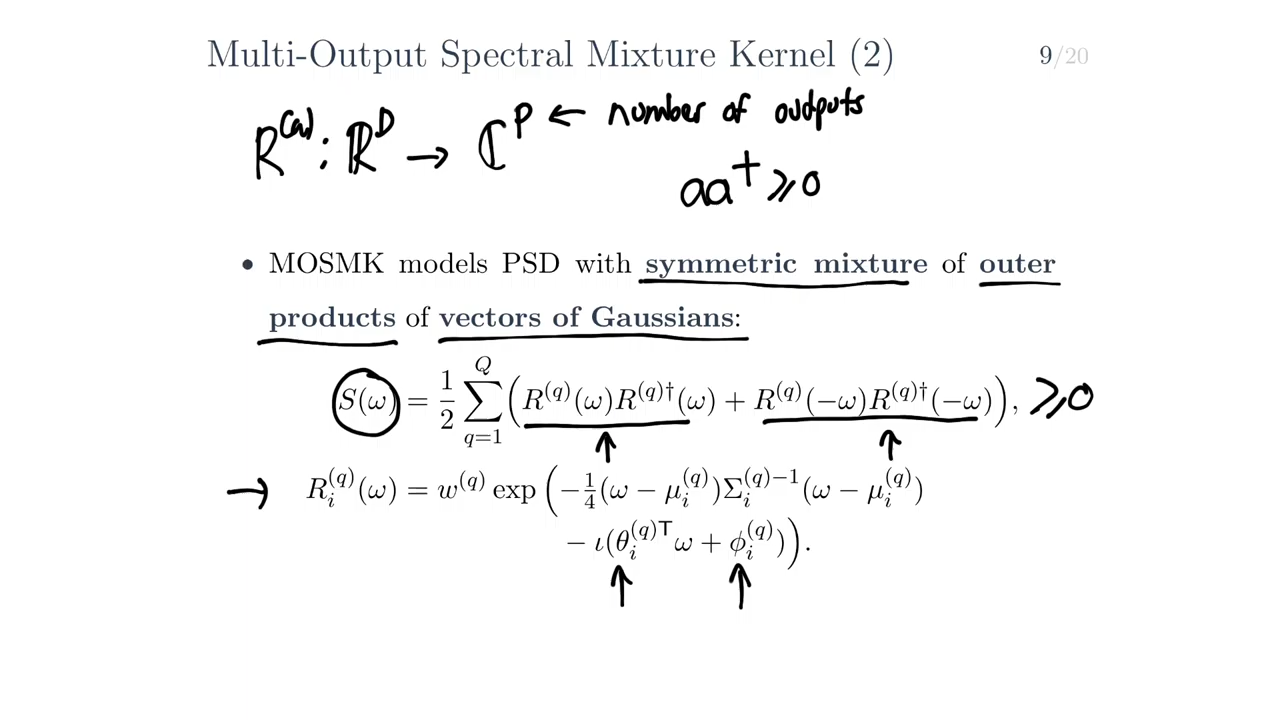 Multi-Output Spectral Mixture Kernel (2) 9/20
R^(a) : ℝ^D → ℂ^P ← number of outputs
aa^† ⩾ 0
• MOSMK models PSD with symmetric mixture of outer
products of vectors of Gaussians:
S(ω) = 1/2 ∑_{q=1}^{Q} (R^(q)(ω)R^(q)†(ω) + R^(q)(−ω)R^(q)†(−ω)), ⩾ 0
→ R_i^(q)(ω) = w^(q) exp(−1/4(ω − μ_i^(q))Σ_i^(q)−1(ω − μ_i^(q))
− ι(θ_i^(q)⊤ω + φ_i^(q))).